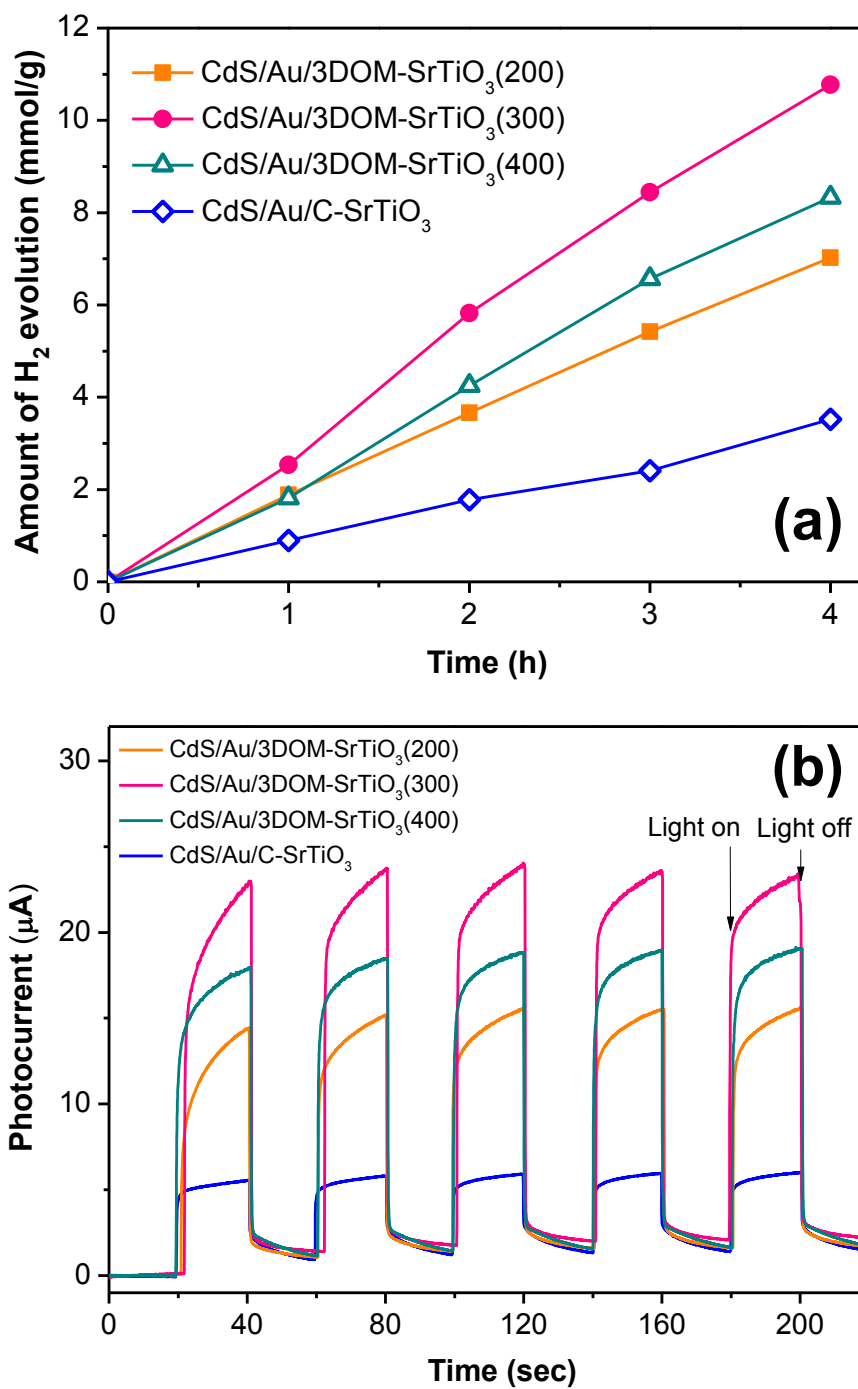 12
10
8
6
4
2
0
Amount of H₂ evolution (mmol/g)
CdS/Au/3DOM-SrTiO₃(200)
CdS/Au/3DOM-SrTiO₃(300)
CdS/Au/3DOM-SrTiO₃(400)
CdS/Au/C-SrTiO₃
(a)
0 1 2 3 4
Time (h)
30
20
10
0
Photocurrent (μA)
CdS/Au/3DOM-SrTiO₃(200)
CdS/Au/3DOM-SrTiO₃(300)
CdS/Au/3DOM-SrTiO₃(400)
CdS/Au/C-SrTiO₃
(b)
Light on
Light off
0 40 80 120 160 200
Time (sec)